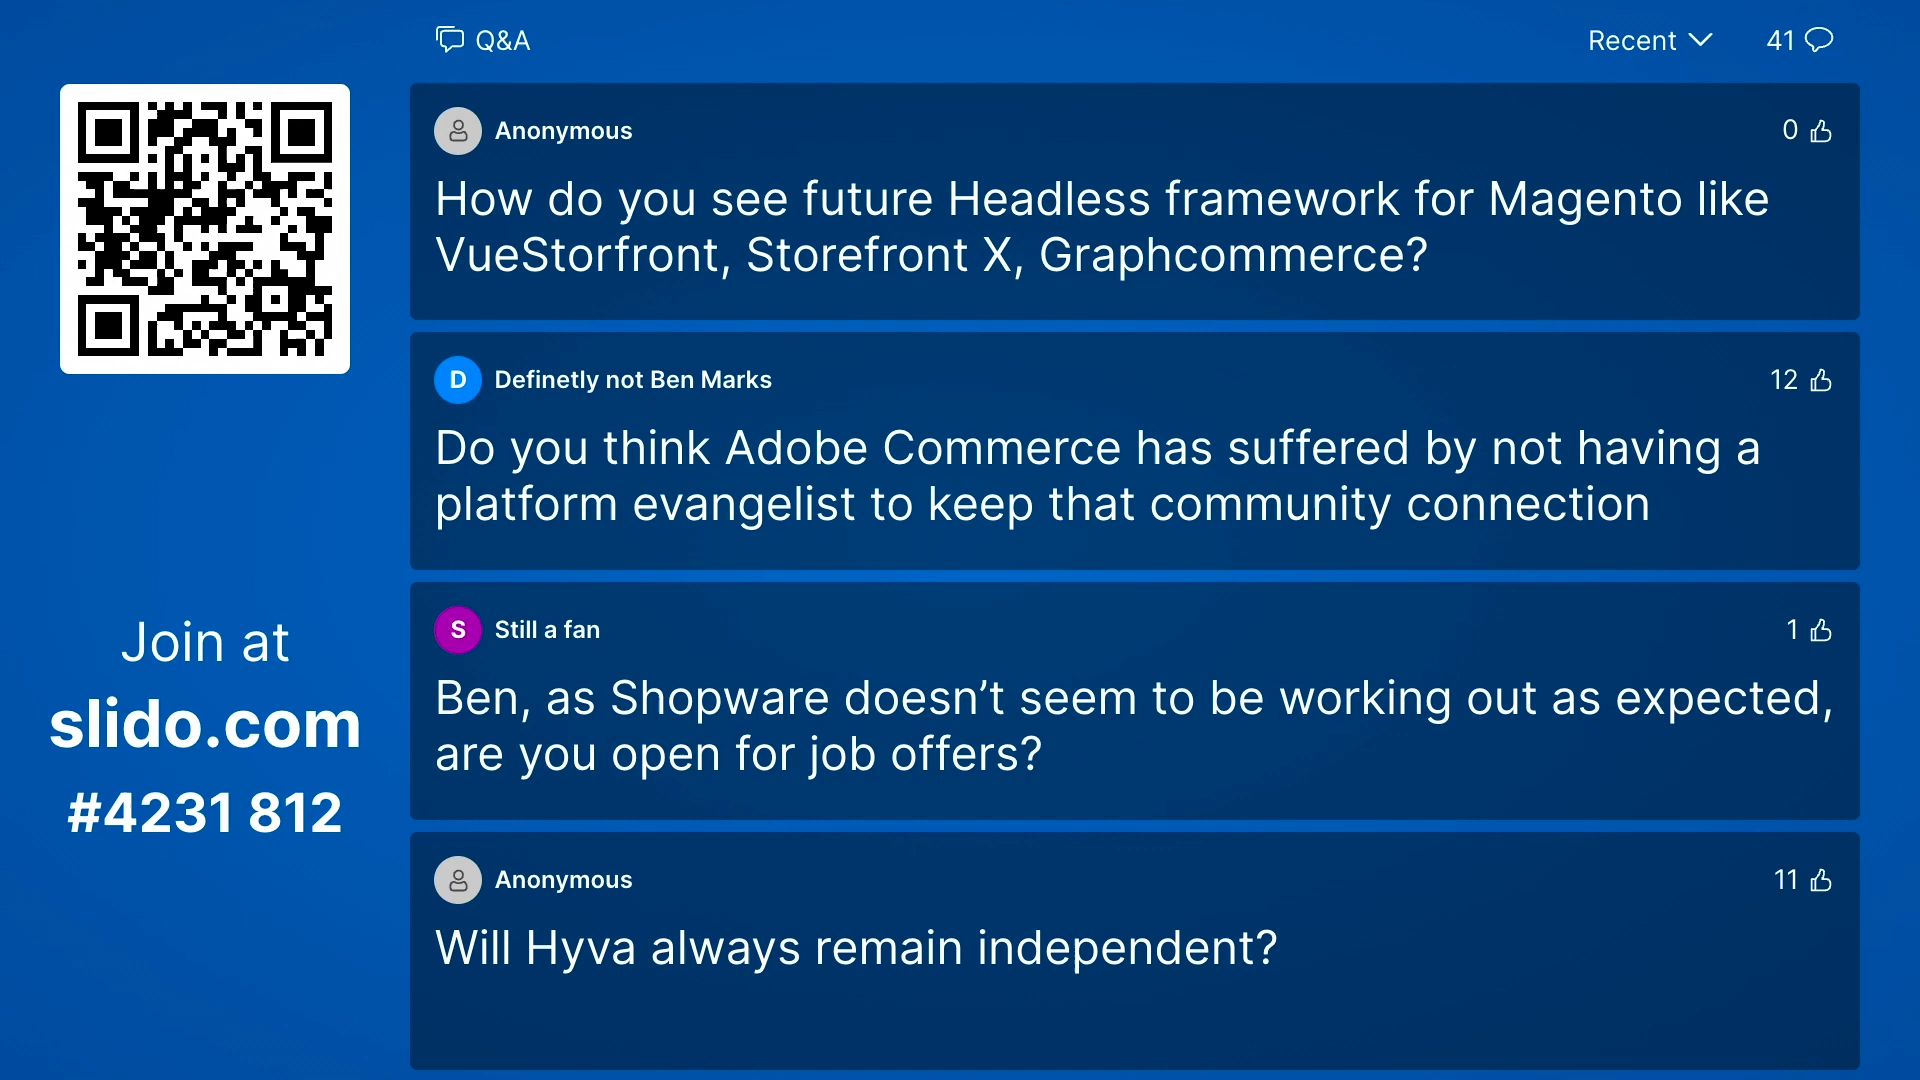 Q&A
Recent
41
Anonymous
0
How do you see future Headless framework for Magento like
VueStorfront, Storefront X, Graphcommerce?
D
Definetly not Ben Marks
12
Do you think Adobe Commerce has suffered by not having a
platform evangelist to keep that community connection
S
Still a fan
1
Ben, as Shopware doesn’t seem to be working out as expected,
are you open for job offers?
Anonymous
11
Will Hyva always remain independent?
Join at
slido.com
#4231 812